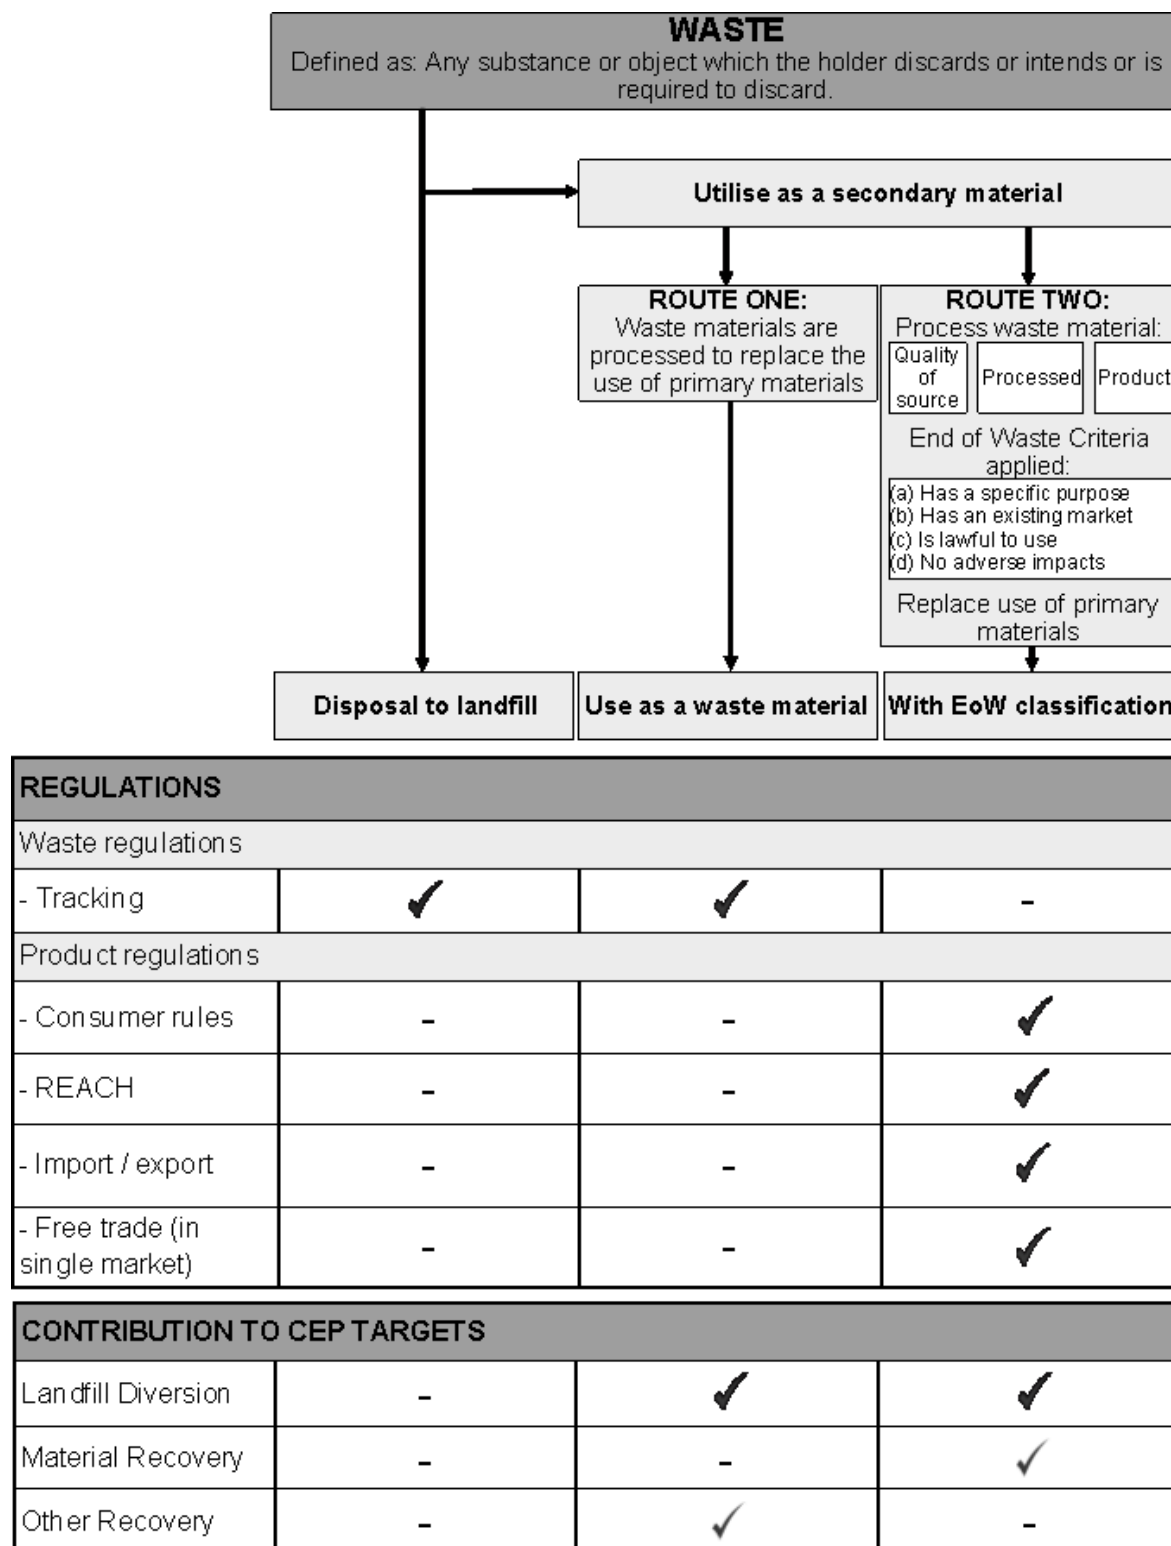 WASTE
Defined as: Any substance or object which the holder discards or intends or is
required to discard.
Utilise as a secondary material
ROUTE ONE:
Waste materials are
processed to replace the
use of primary materials
ROUTE TWO:
Process waste material:
Quality
of
source
Processed
Product
End of Waste Criteria
applied:
(a) Has a specific purpose
(b) Has an existing market
(c) Is lawful to use
(d) No adverse impacts
Replace use of primary
materials
Disposal to landfill
Use as a waste material
With EoW classification
REGULATIONS
Waste regulations
- Tracking ✓ ✓ -
Product regulations
- Consumer rules - - ✓
- REACH - - ✓
- Import / export - - ✓
- Free trade (in
single market) - - ✓
CONTRIBUTION TO CEP TARGETS
Landfill Diversion - ✓ ✓
Material Recovery - - ✓
Other Recovery - ✓ -